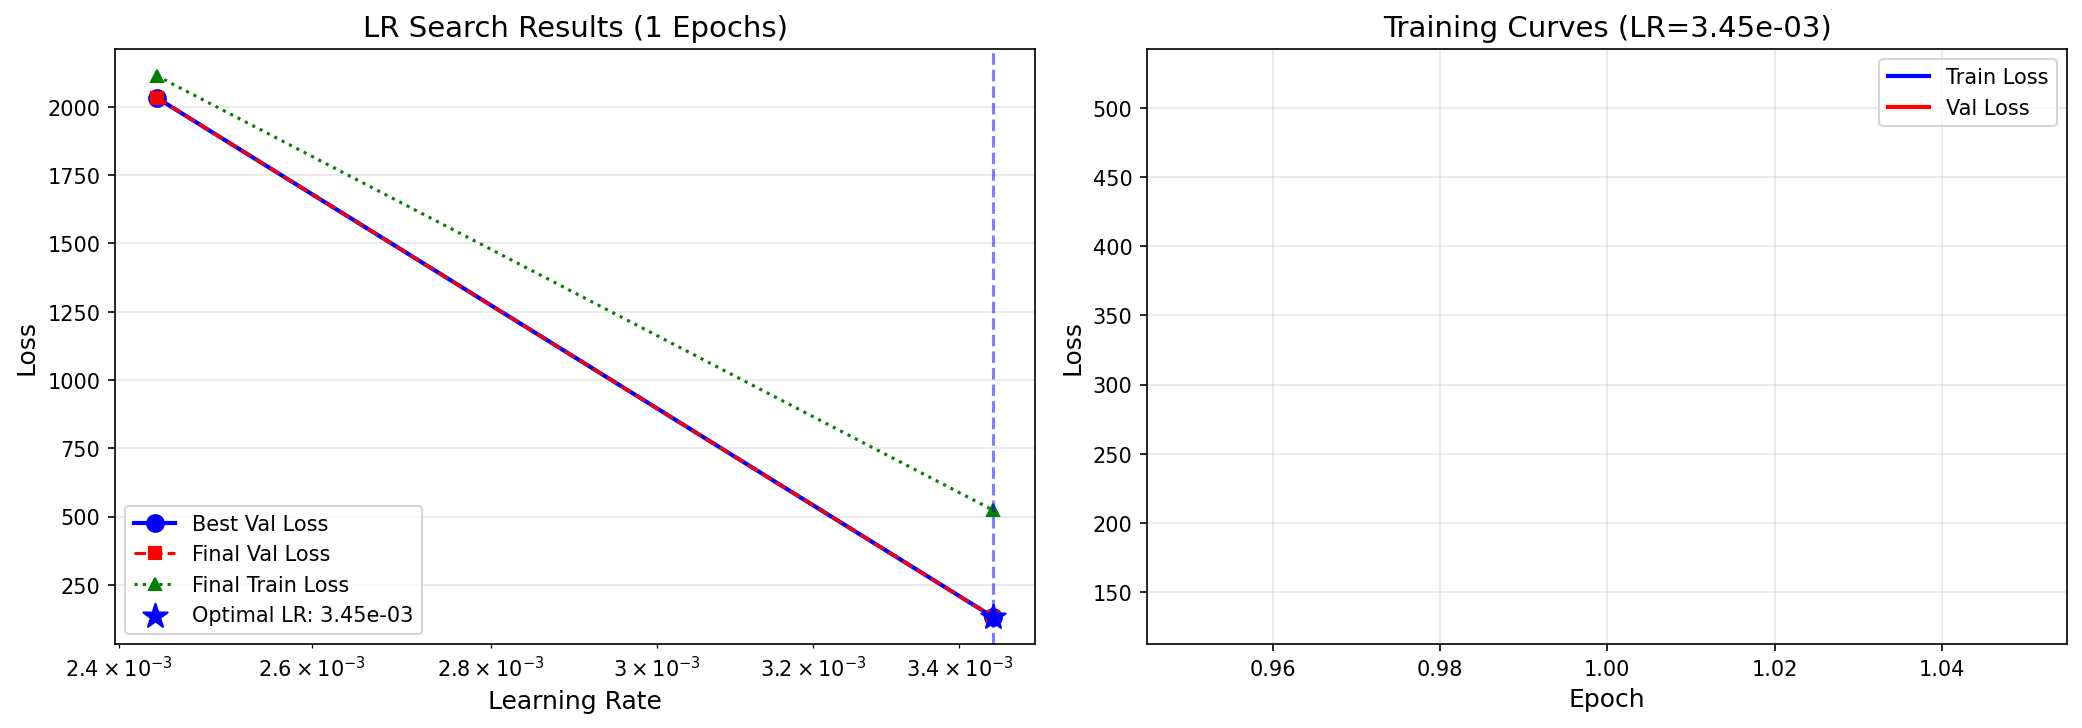 LR Search Results (1 Epochs)
2000
1750
1500
1250
1000
750
500
250
Loss
Best Val Loss
Final Val Loss
Final Train Loss
Optimal LR: 3.45e-03
2.4 × 10⁻³ 2.6 × 10⁻³ 2.8 × 10⁻³ 3 × 10⁻³ 3.2 × 10⁻³ 3.4 × 10⁻³
Learning Rate
Training Curves (LR=3.45e-03)
Train Loss
Val Loss
500
450
400
350
300
250
200
150
Loss
0.96 0.98 1.00 1.02 1.04
Epoch